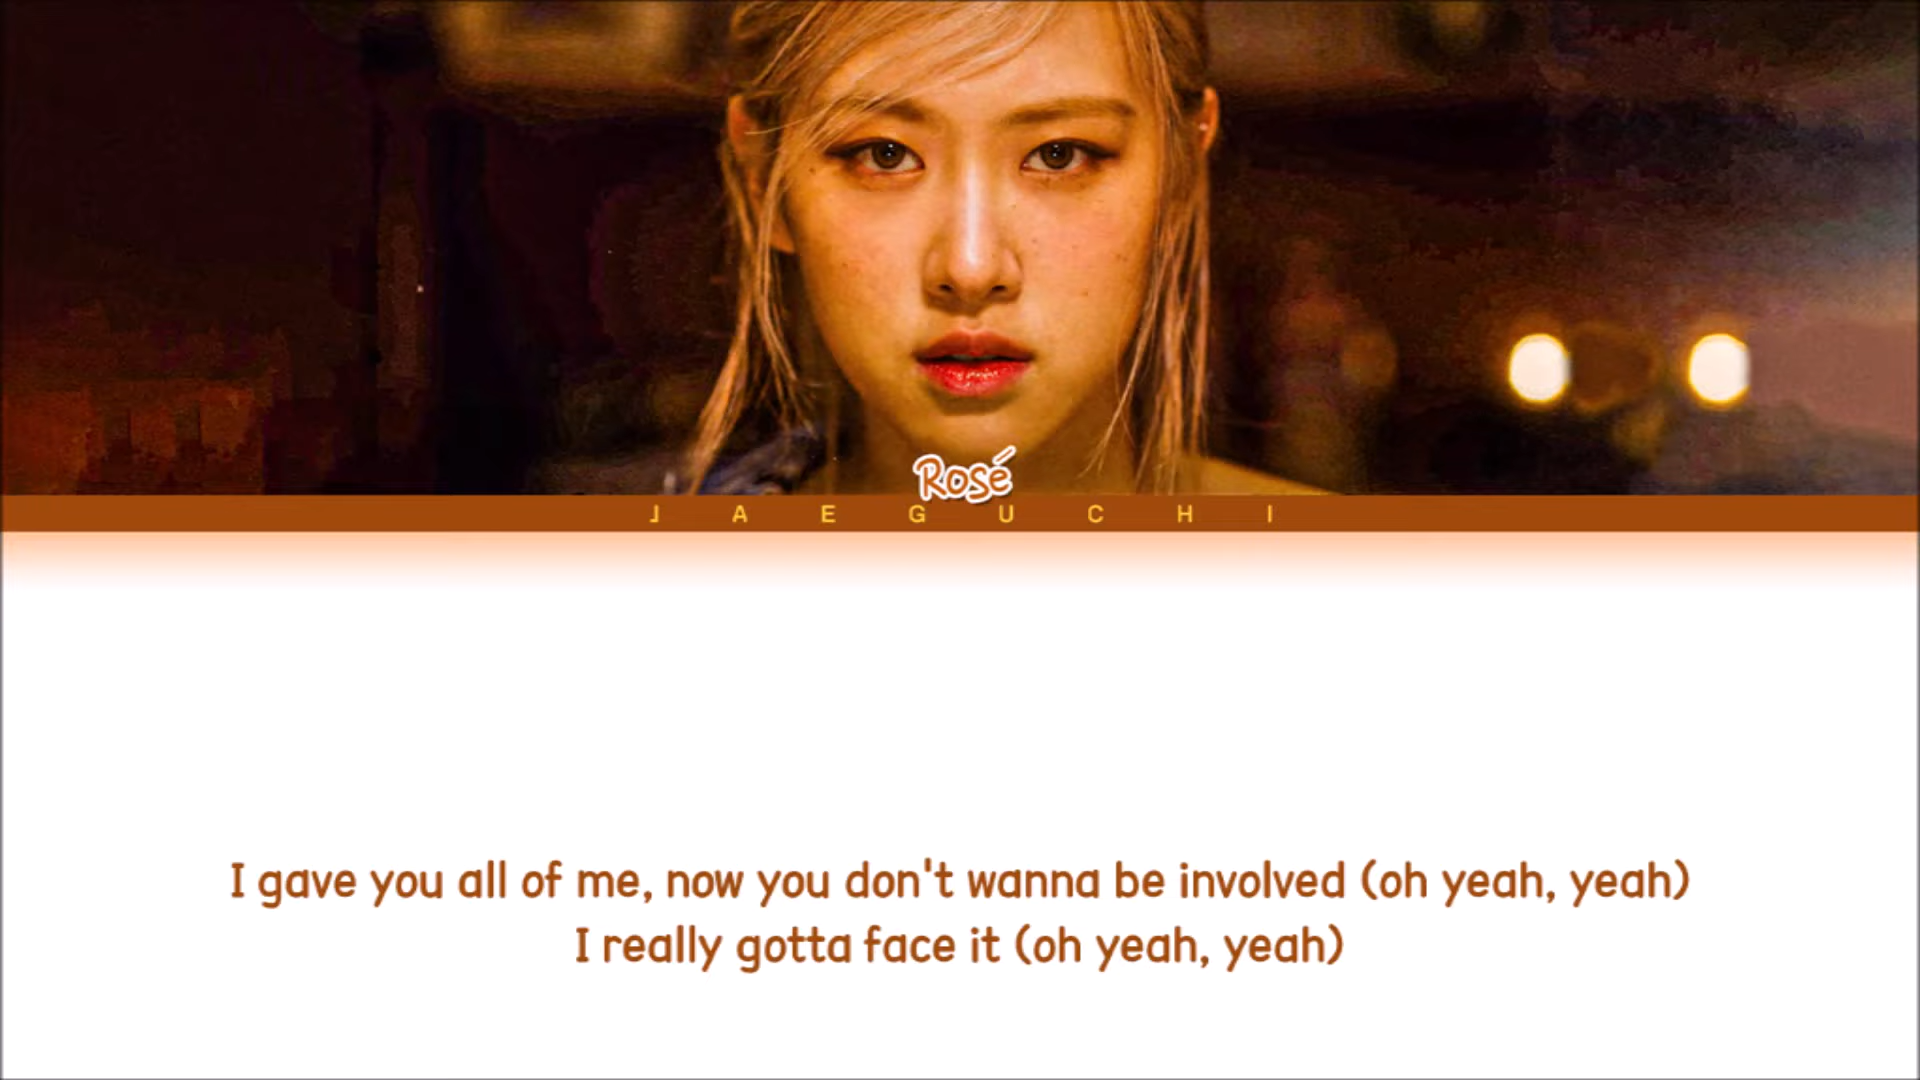 Rosé
JAEGUCHI
I gave you all of me, now you don't wanna be involved (oh yeah, yeah)
I really gotta face it (oh yeah, yeah)